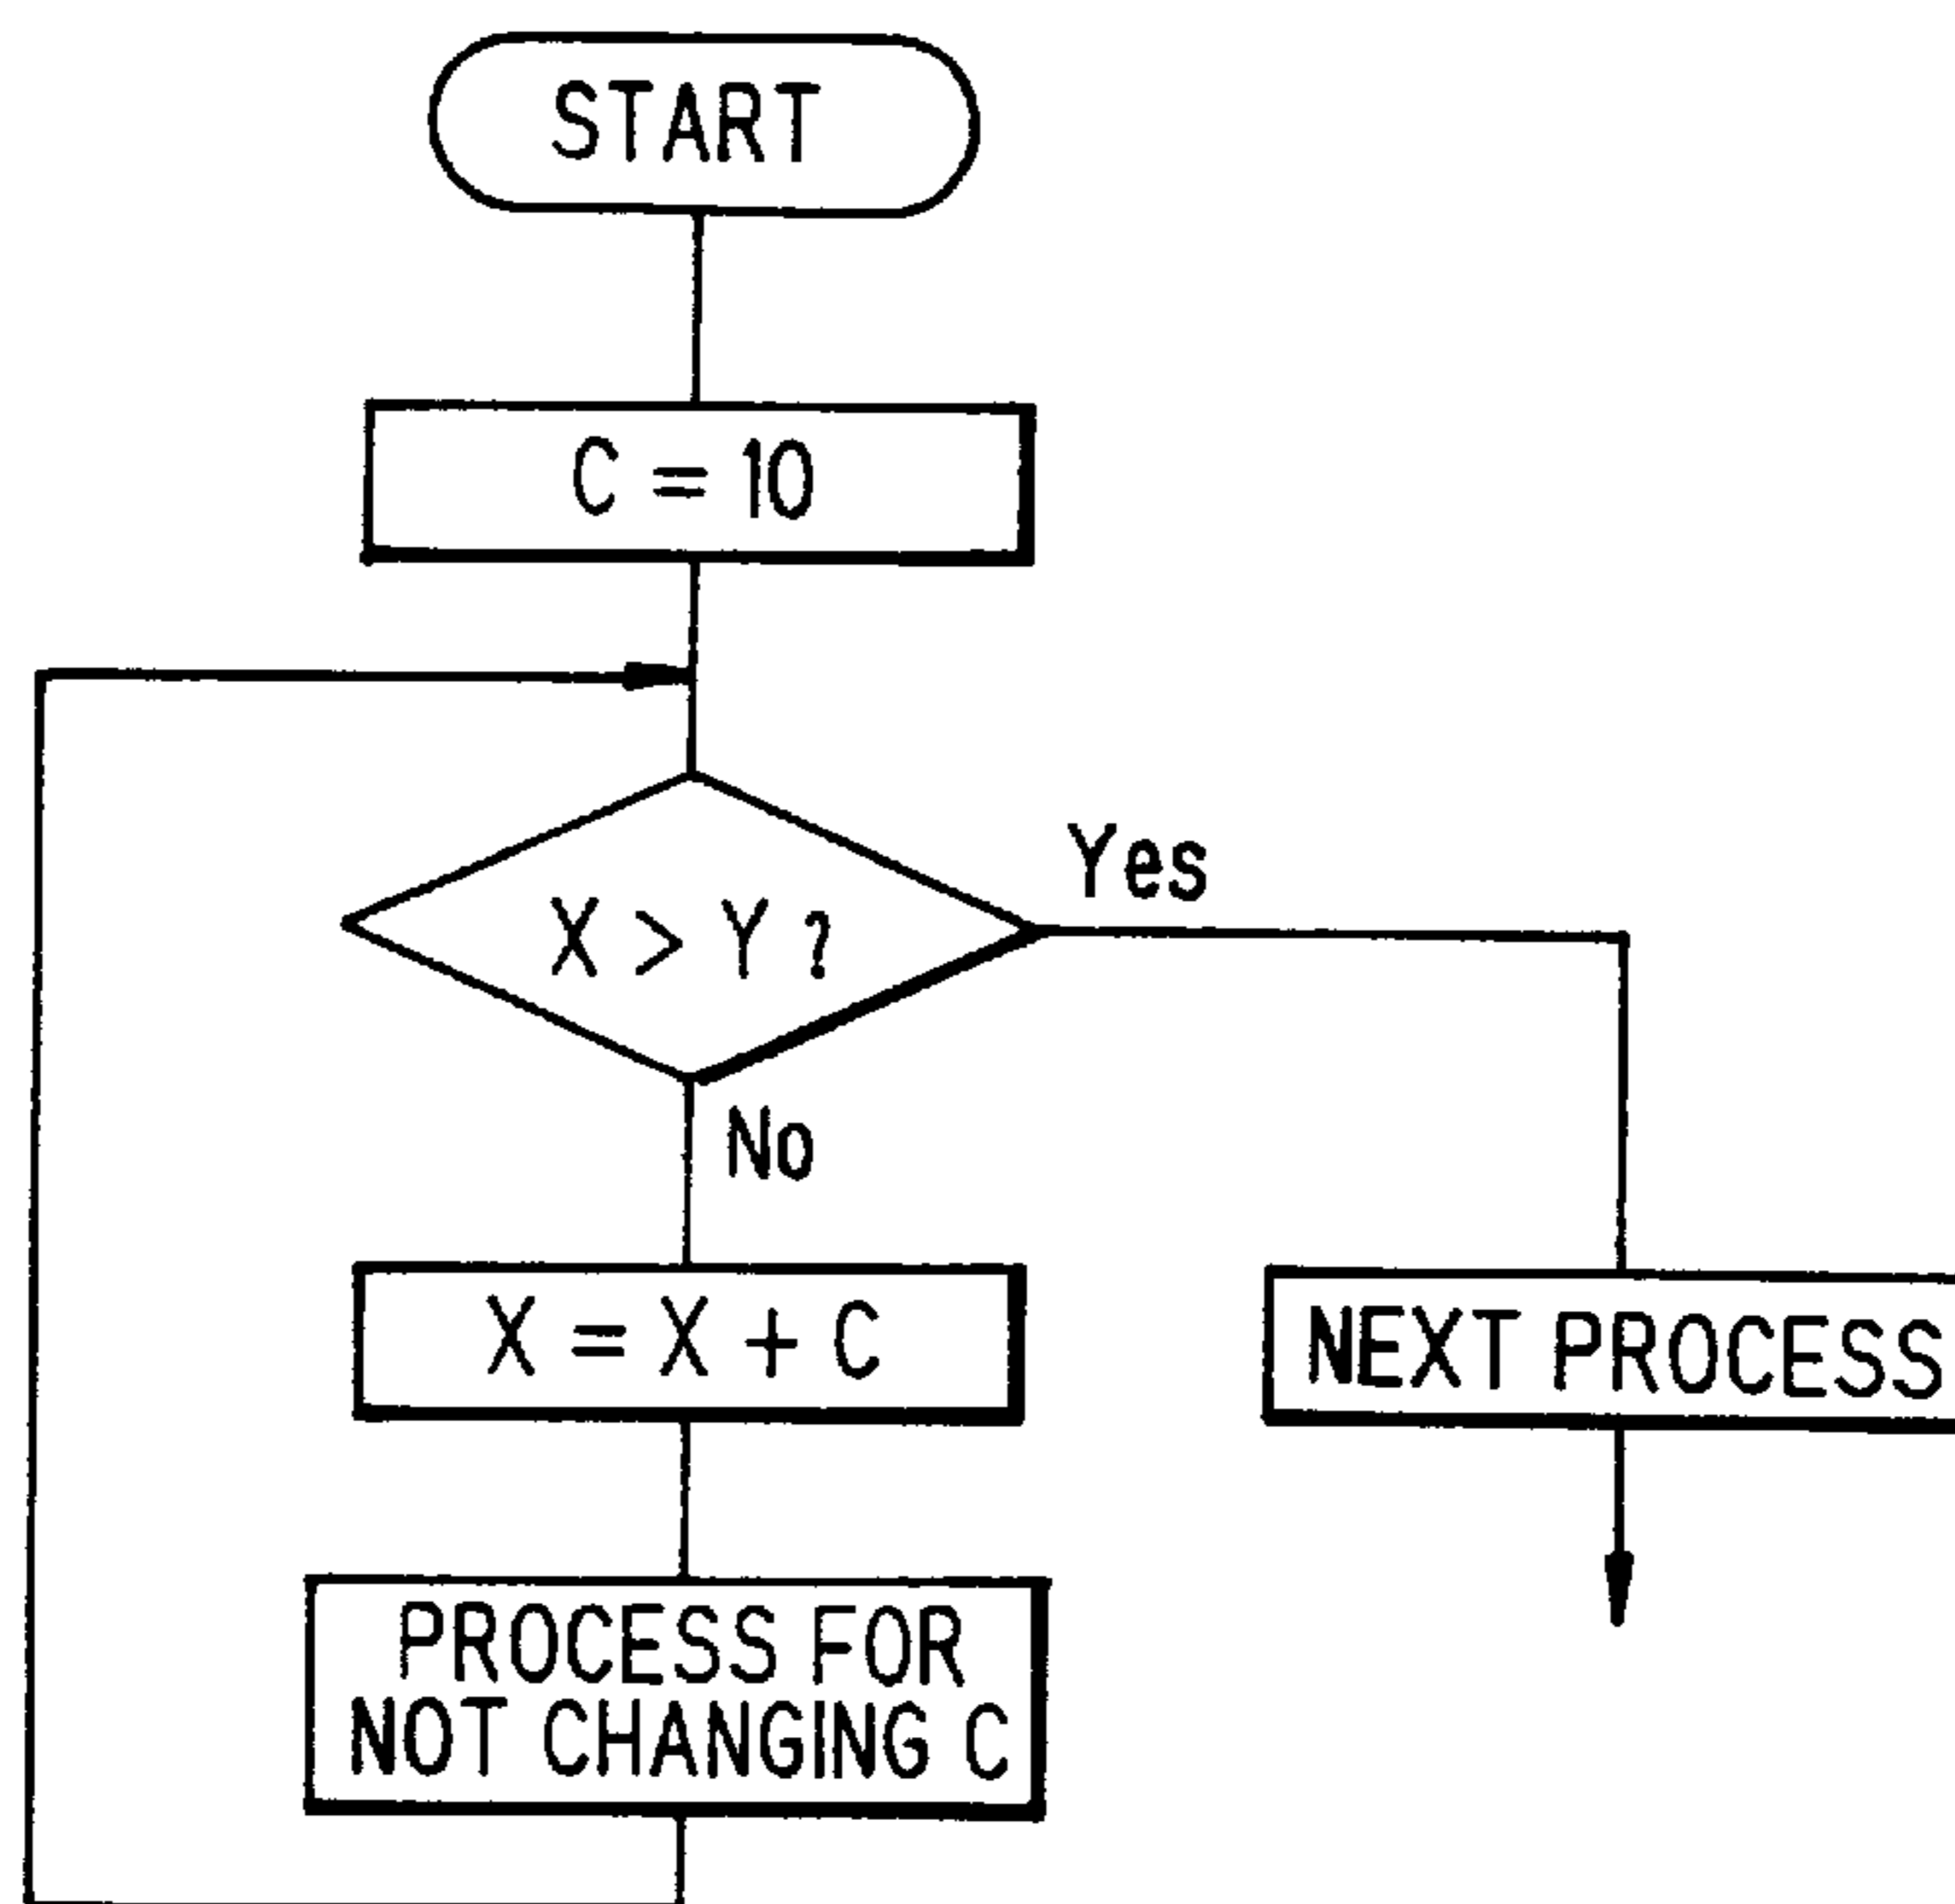 START
C = 10
X > Y ?
Yes
No
X = X + C
NEXT PROCESS
PROCESS FOR
NOT CHANGING C